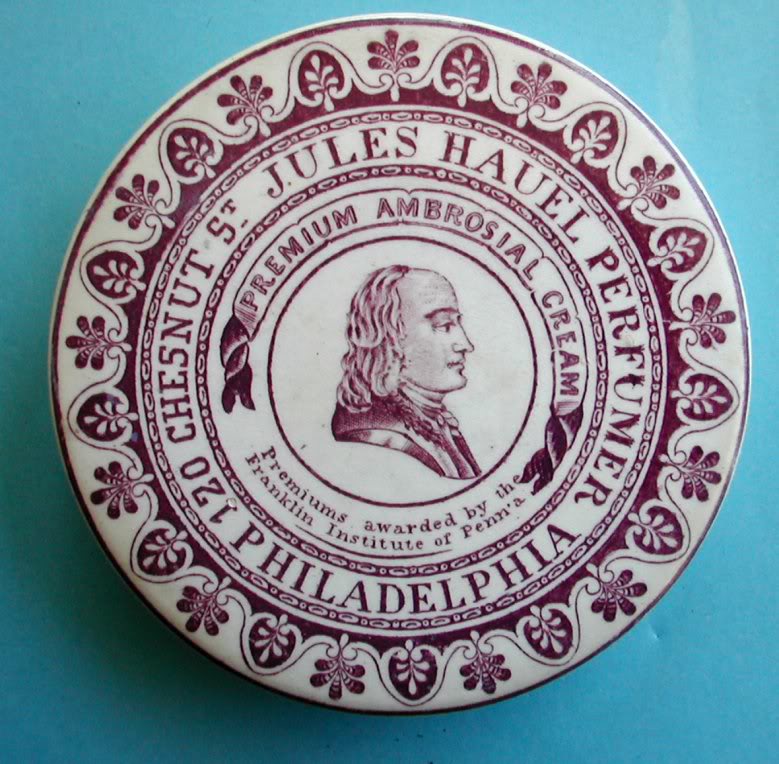 JULES HAUEL PERFUMER
120 CHESNUT ST
PHILADELPHIA
PREMIUM AMBROSIAL CREAM
Premiums awarded by the
Franklin Institute of Penn'a